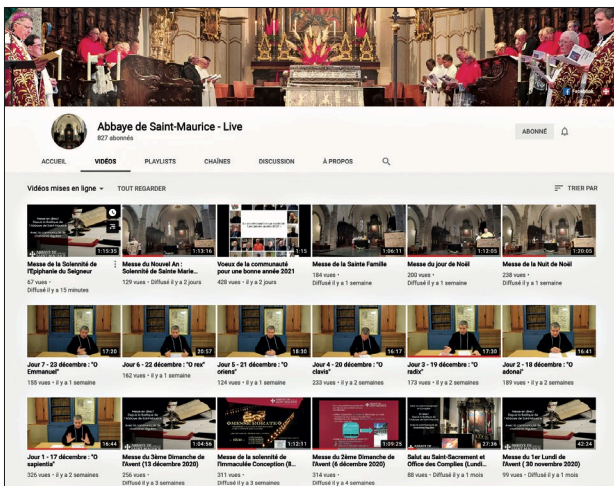 Facebook
Abbaye de Saint-Maurice - Live
827 abonnés
ABONNÉ
ACCUEIL VIDÉOS PLAYLISTS CHAÎNES DISCUSSION À PROPOS
Vidéos mises en ligne TOUT REGARDER TRIER PAR
1:15:35
Messe de la Solennité de
l'Épiphanie du Seigneur
67 vues •
Diffusé il y a 15 minutes
1:13:16
Messe du Nouvel An :
Solennité de Sainte Marie...
129 vues • Diffusé il y a 2 jours
1:15
Voeux de la communauté
pour une bonne année 2021
428 vues • il y a 2 jours
1:06:11
Messe de la Sainte Famille
184 vues •
Diffusé il y a 1 semaine
1:12:05
Messe du jour de Noël
200 vues •
Diffusé il y a 1 semaine
1:20:05
Messe de la Nuit de Noël
238 vues •
Diffusé il y a 1 semaine
17:20
Jour 7 - 23 décembre : "O
Emmanuel"
155 vues • il y a 1 semaine
20:57
Jour 6 - 22 décembre : "O rex"
162 vues • il y a 1 semaine
18:30
Jour 5 - 21 décembre : "O
oriens"
124 vues • il y a 1 semaine
16:17
Jour 4 - 20 décembre : "O
clavis"
233 vues • il y a 2 semaines
17:30
Jour 3 - 19 décembre : "O
radix"
173 vues • il y a 2 semaines
16:41
Jour 2 - 18 décembre : "O
adonai"
189 vues • il y a 2 semaines
16:44
Jour 1 - 17 décembre : "O
sapientia"
326 vues • il y a 2 semaines
1:04:56
Messe du 3ème Dimanche de
l'Avent (13 décembre 2020)
256 vues •
Diffusé il y a 3 semaines
MESSE RORATE
1:12:11
Messe de la solennité de
l'Immaculée Conception (8...
311 vues •
Diffusé il y a 3 semaines
1:09:25
Messe du 2ème Dimanche de
l'Avent (6 décembre 2020)
314 vues •
Diffusé il y a 4 semaines
27:36
Salut au Saint-Sacrement et
Office des Complies (Lundi...
88 vues • Diffusé il y a 1 mois
42:24
Messe du 1er Lundi de
l'Avent ( 30 novembre 2020)
99 vues • Diffusé il y a 1 mois